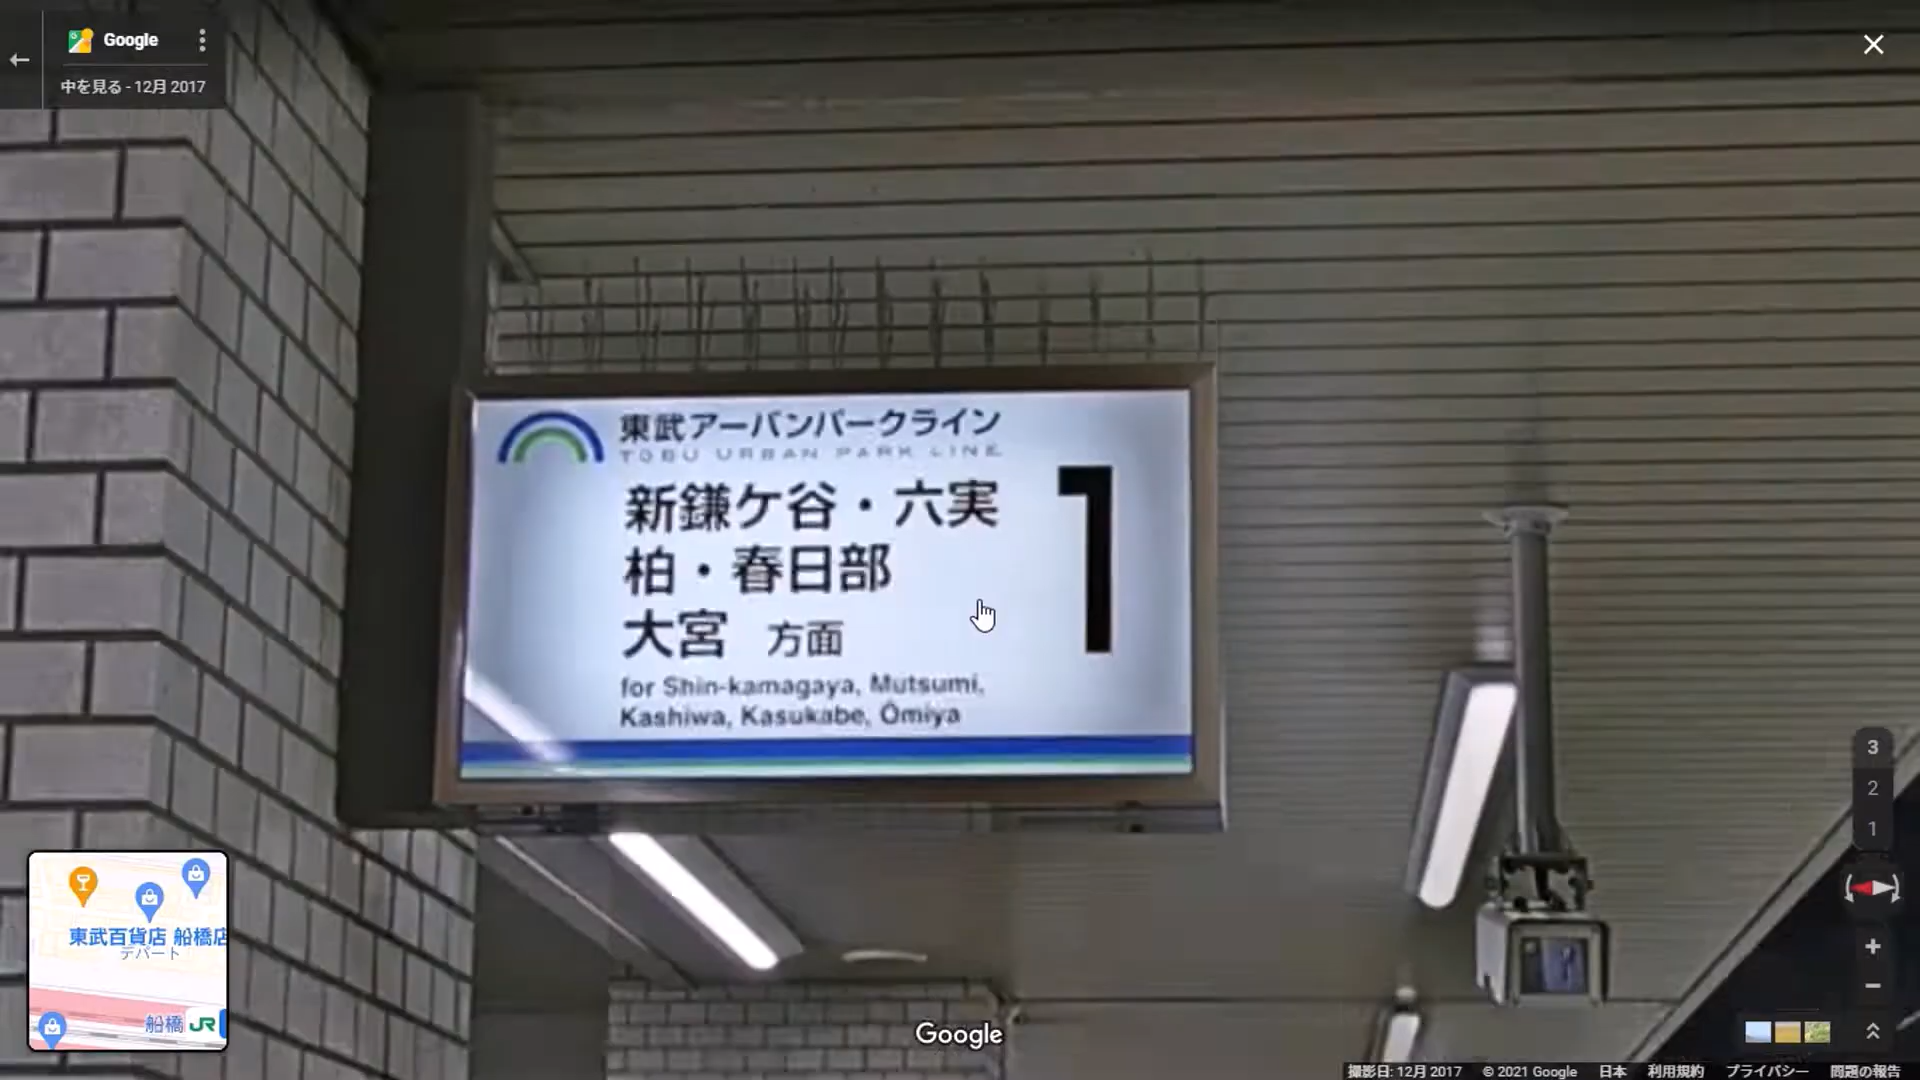 Google
中を見る - 12月 2017
東武アーバンパークライン
TOBU URBAN PARK LINE
新鎌ケ谷・六実
柏・春日部
大宮 方面
1
for Shin-kamagaya, Mutsumi,
Kashiwa, Kasukabe, Ōmiya
3
2
1
東武百貨店 船橋店
デパート
船橋 JR
Google
撮影日: 12月 2017 © 2021 Google 日本 利用規約 プライバシー 問題の報告